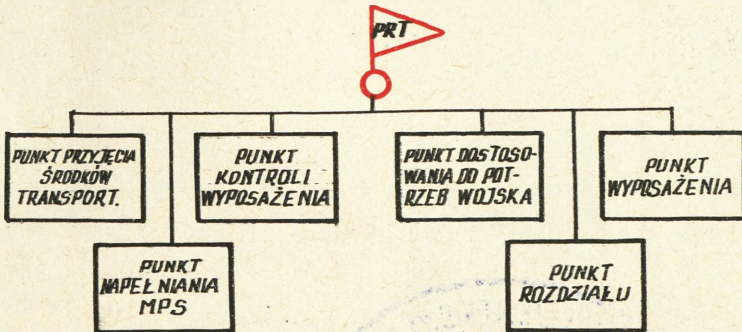 PRT
PUNKT PRZYJĘCIA
ŚRODKÓW
TRANSPORT.
PUNKT
KONTROLI
WYPOSAŻENIA
PUNKT DOSTOSO-
WANIA DO POT-
RZEB WOJSKA
PUNKT
WYPOSAŻENIA
PUNKT
NAPEŁNIANIA
MPS
PUNKT
ROZDZIAŁU